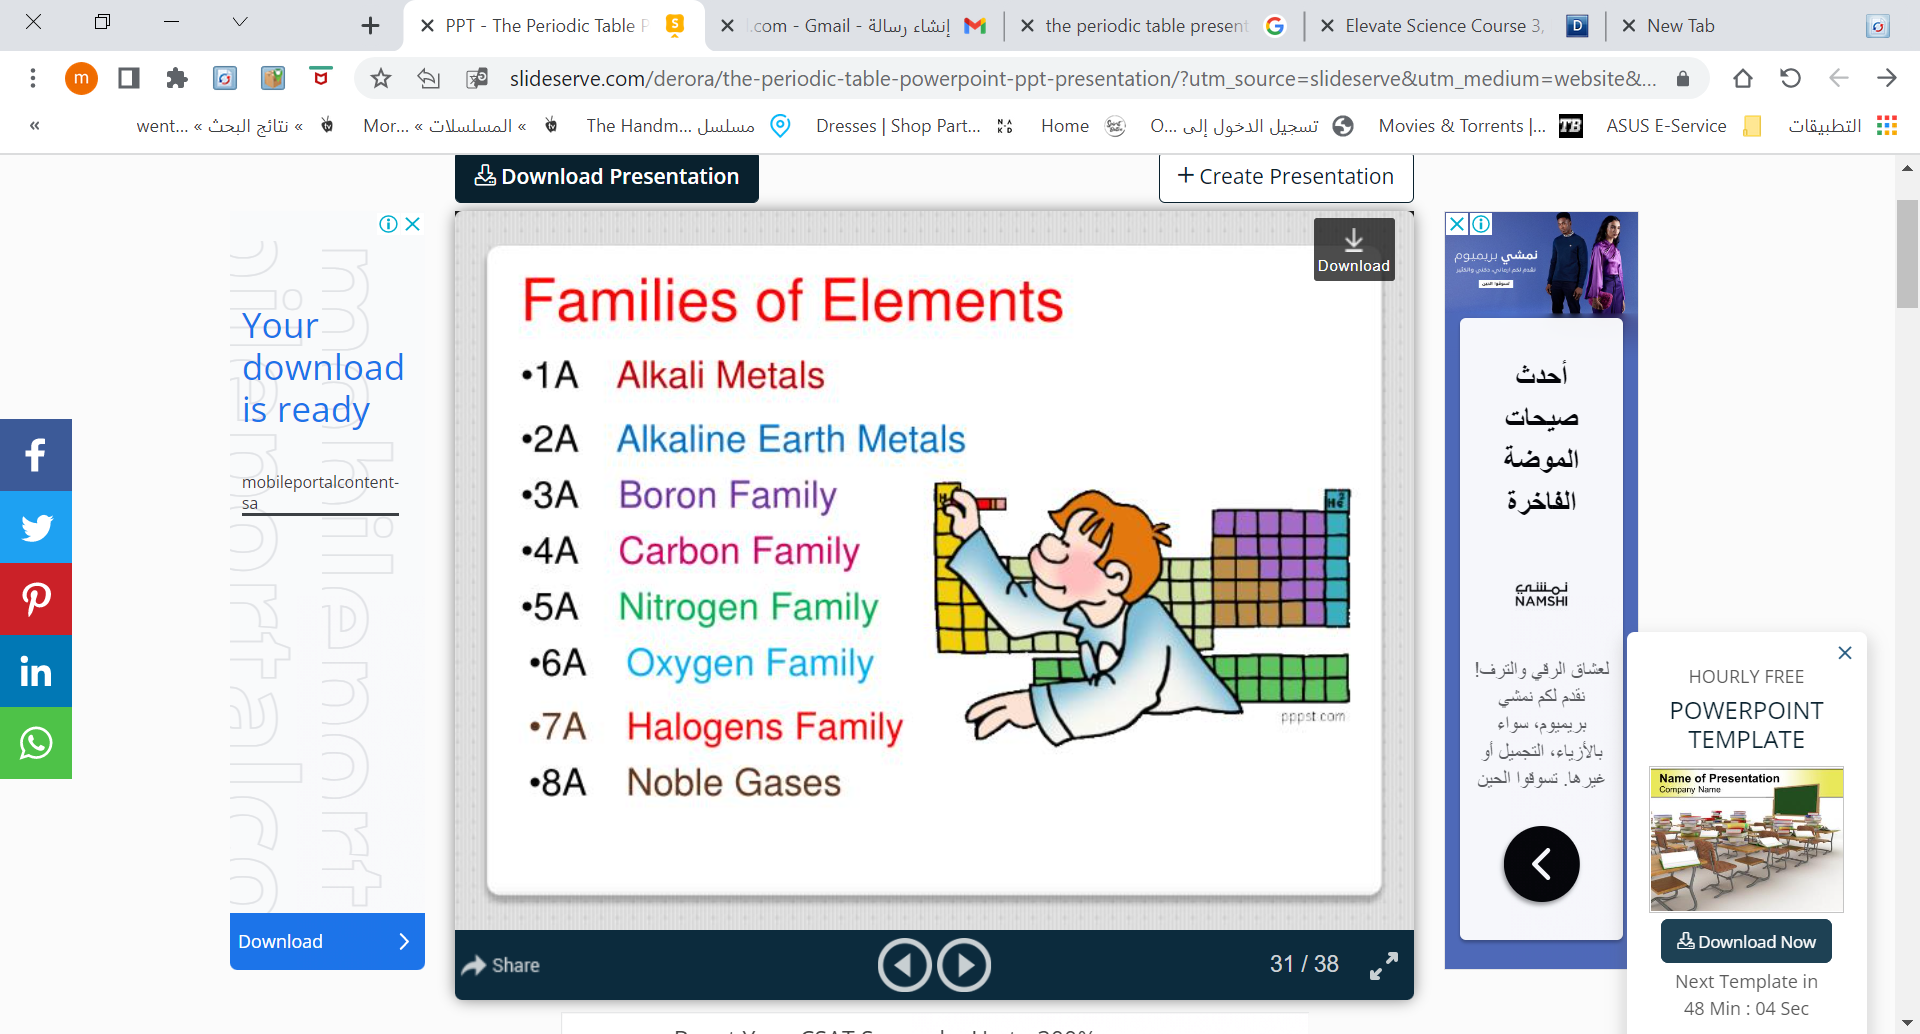 PPT - The Periodic Table P
.com - Gmail - إنشاء رسالة
the periodic table present
Elevate Science Course 3,
New Tab
m
slideserve.com/derora/the-periodic-table-powerpoint-ppt-presentation/?utm_source=slideserve&utm_medium=website&...
«
went... « نتائج البحث »
Mor... « المسلسلات »
The Handm... مسلسل
Dresses | Shop Part...
Home
O... تسجيل الدخول إلى
Movies & Torrents |...
TB
ASUS E-Service
التطبيقات
Download Presentation
+ Create Presentation
Download
Families of Elements
•1A Alkali Metals
•2A Alkaline Earth Metals
•3A Boron Family
•4A Carbon Family
•5A Nitrogen Family
•6A Oxygen Family
•7A Halogens Family
•8A Noble Gases
pppst.com
Share
31 / 38
Your
download
is ready
mobileportalcontent-
sa
Download
نمشي بريميوم
أحدث
صيحات
الموضة
الفاخرة
نمشي
NAMSHI
لعشاق الرقي والترف!
نقدم لكم نمشي
بريميوم، سواء
بالأزياء، التجميل أو
غيرها. تسوقوا الحين
HOURLY FREE
POWERPOINT
TEMPLATE
Name of Presentation
Company Name
Download Now
Next Template in
48 Min : 04 Sec